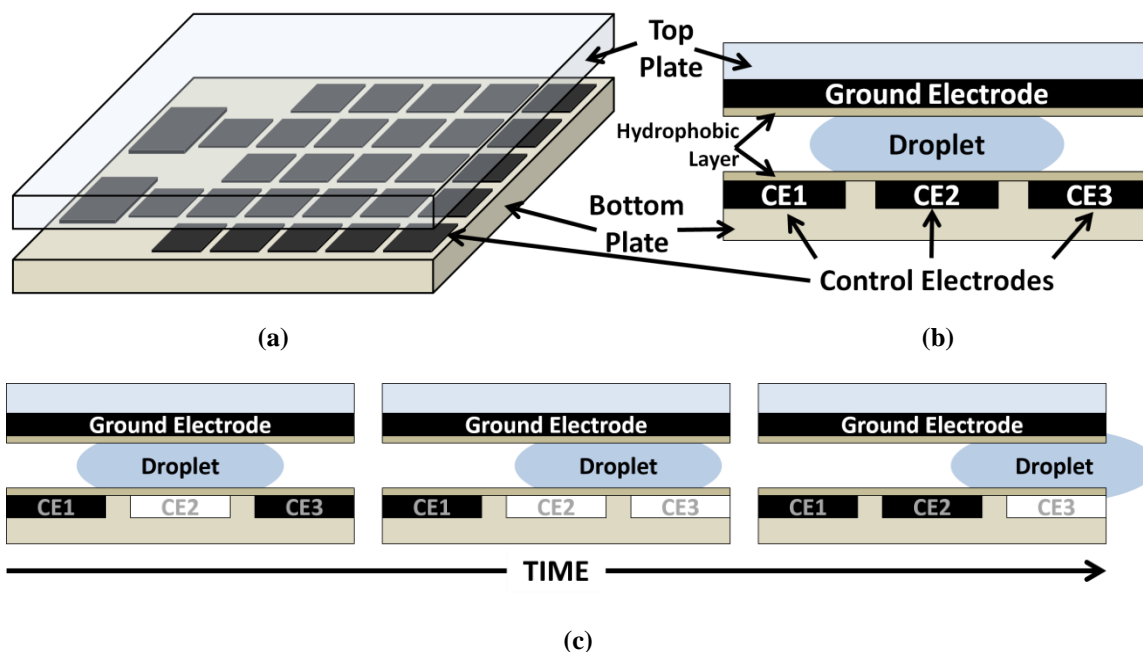 Top
Plate
Bottom
Plate
Ground Electrode
Hydrophobic
Layer
Droplet
CE1 CE2 CE3
Control Electrodes
(a)
(b)
Ground Electrode
Droplet
CE1 CE2 CE3
Ground Electrode
Droplet
CE1 CE2 CE3
Ground Electrode
Droplet
CE1 CE2 CE3
TIME
(c)